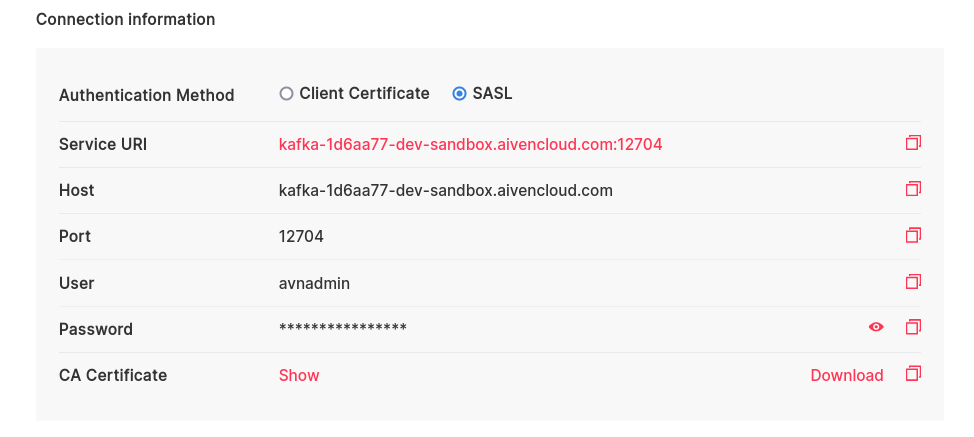 Connection information
Authentication Method Client Certificate SASL
Service URI kafka-1d6aa77-dev-sandbox.aivencloud.com:12704
Host kafka-1d6aa77-dev-sandbox.aivencloud.com
Port 12704
User avnadmin
Password ****************
CA Certificate Show Download